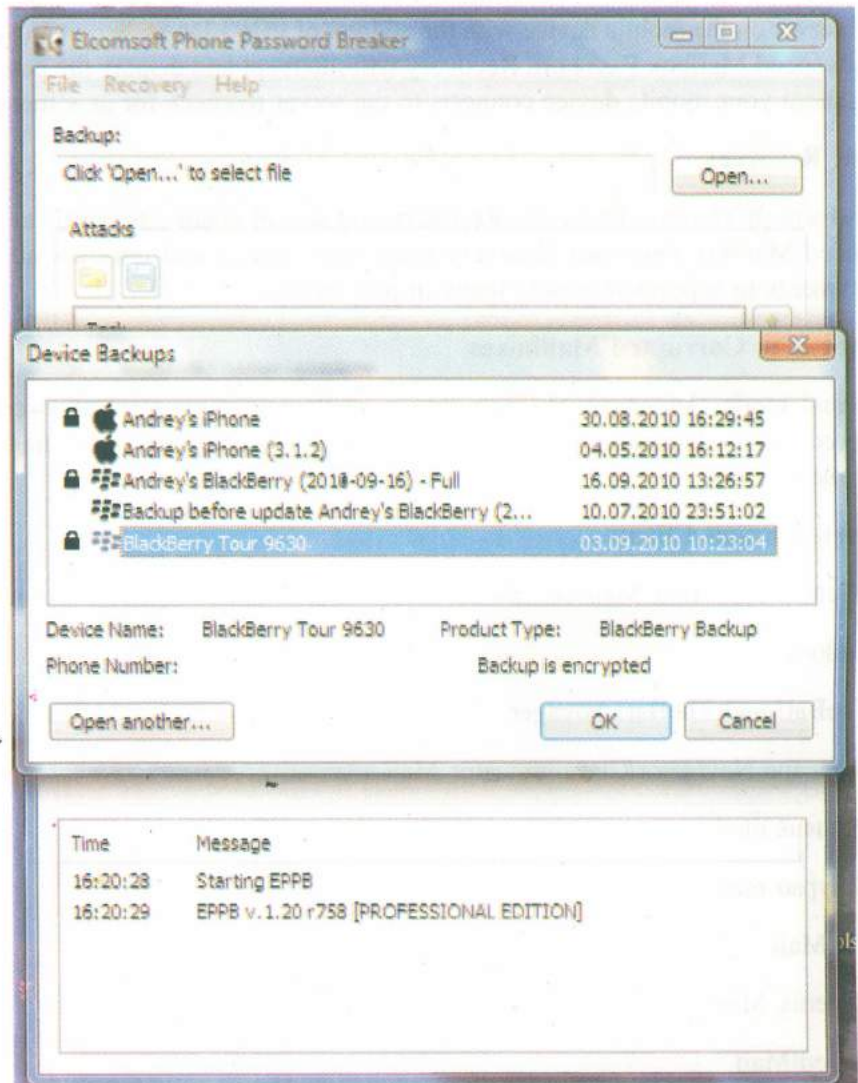 Elcomsoft Phone Password Breaker
File Recovery Help
Backup:
Click 'Open...' to select file
Open...
Attacks
Device Backups
Andrey's iPhone 30.08.2010 16:29:45
Andrey's iPhone (3.1.2) 04.05.2010 16:12:17
Andrey's BlackBerry (2010-09-16) - Full 16.09.2010 13:26:57
Backup before update Andrey's BlackBerry (2... 10.07.2010 23:51:02
BlackBerry Tour 9630 03.09.2010 10:23:04
Device Name: BlackBerry Tour 9630 Product Type: BlackBerry Backup
Phone Number: Backup is encrypted
Open another... OK Cancel
Time Message
16:20:28 Starting EPPB
16:20:29 EPPB v.1.20 r758 [PROFESSIONAL EDITION]